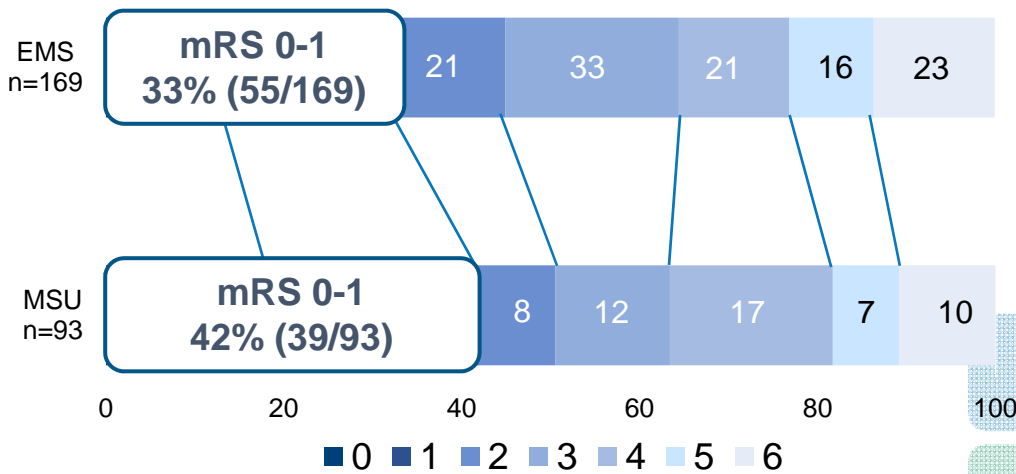 EMS
n=169
mRS 0-1
33% (55/169)
21 33 21 16 23
MSU
n=93
mRS 0-1
42% (39/93)
8 12 17 7 10
0 20 40 60 80 100
0 1 2 3 4 5 6